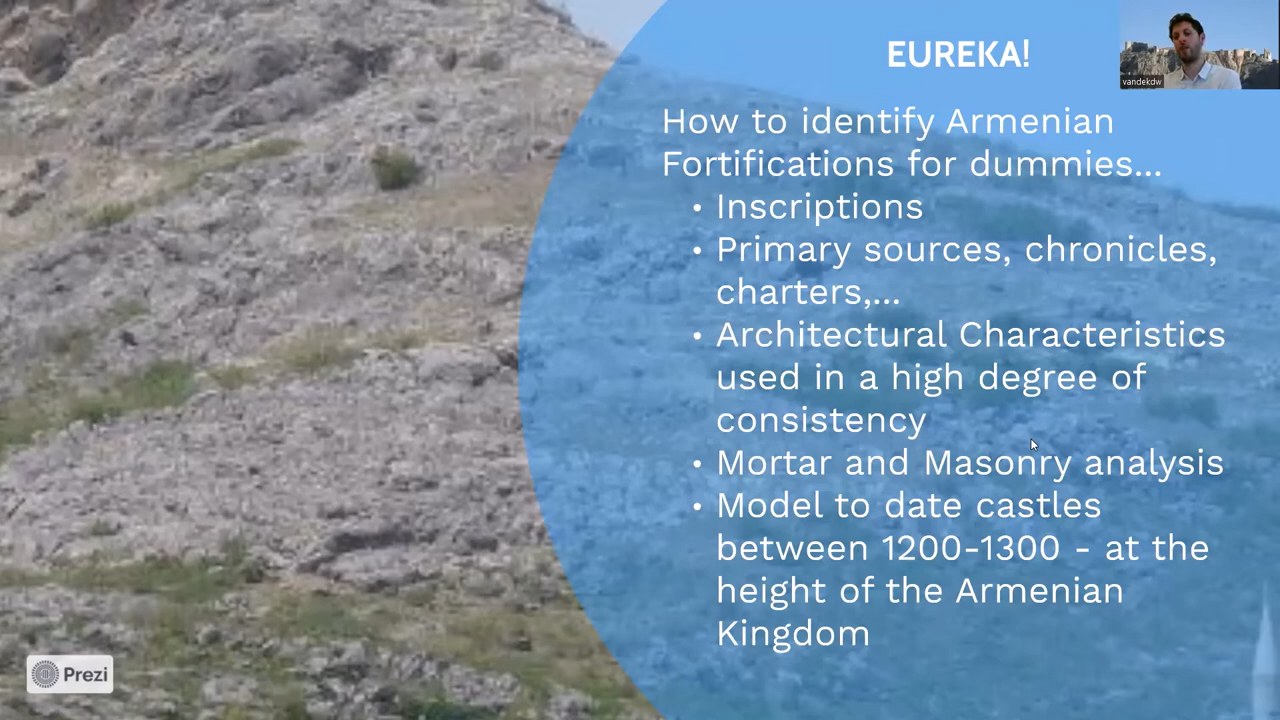 EUREKA!
vandekdw
How to identify Armenian
Fortifications for dummies...
• Inscriptions
• Primary sources, chronicles,
charters,...
• Architectural Characteristics
used in a high degree of
consistency
• Mortar and Masonry analysis
• Model to date castles
between 1200-1300 - at the
height of the Armenian
Kingdom
Prezi